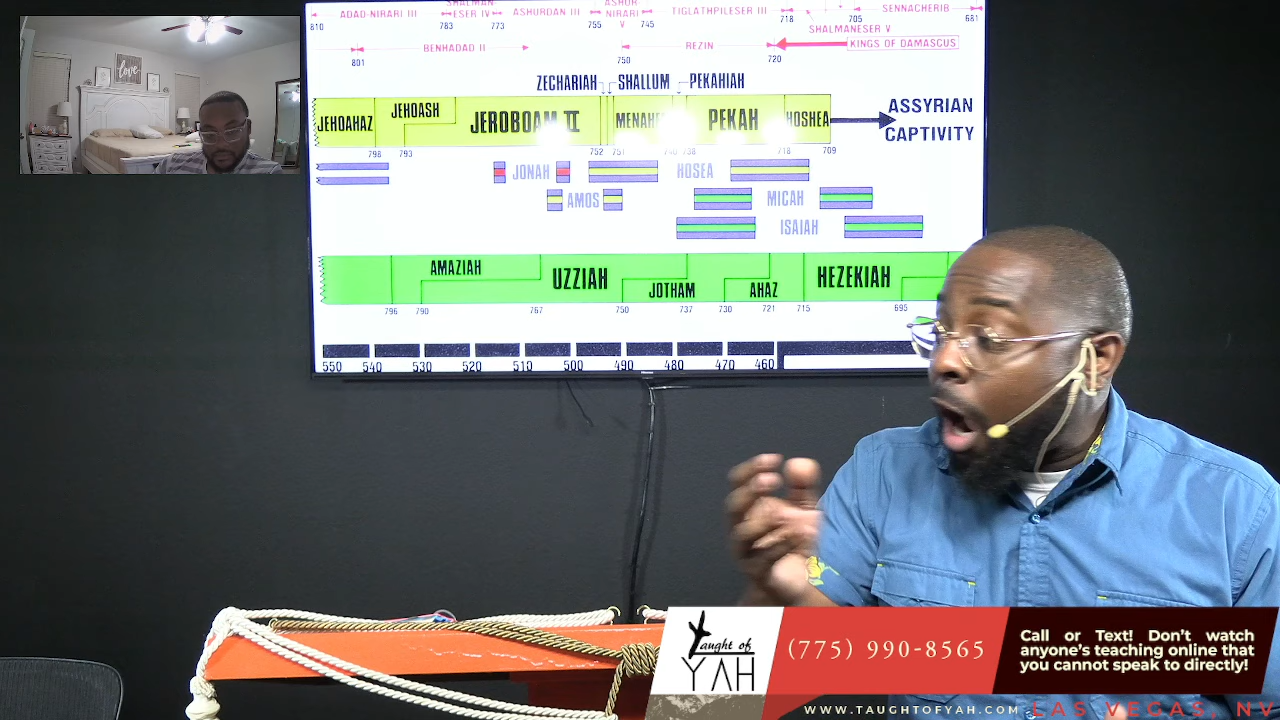 ADAD-NIRARI III
SHALMAN-
ESER IV
ASHURDAN III
ASHUR
NIRARI
V
TIGLATHPILESER III
SENNACHERIB
810
783
773
755
745
718
705
681
SHALMANESER V
BENHADAD II
REZIN
KINGS OF DAMASCUS
801
750
720
ZECHARIAH
SHALLUM
PEKAHIAH
JEHOAHAZ
JEHOASH
JEROBOAM II
PEKAH
HOSHEA
ASSYRIAN
CAPTIVITY
798
793
752
751
738
718
709
JONAH
HOSEA
AMOS
MICAH
ISAIAH
AMAZIAH
UZZIAH
JOTHAM
AHAZ
HEZEKIAH
796
790
767
750
737
730
721
715
695
550
540
530
520
510
500
490
480
470
460
love
taught of
YAH
(775) 990-8565
Call or Text! Don't watch
anyone's teaching online that
you cannot speak to directly!
WWW.TAUGHTOFYAH.COM
LAS VEGAS, NV